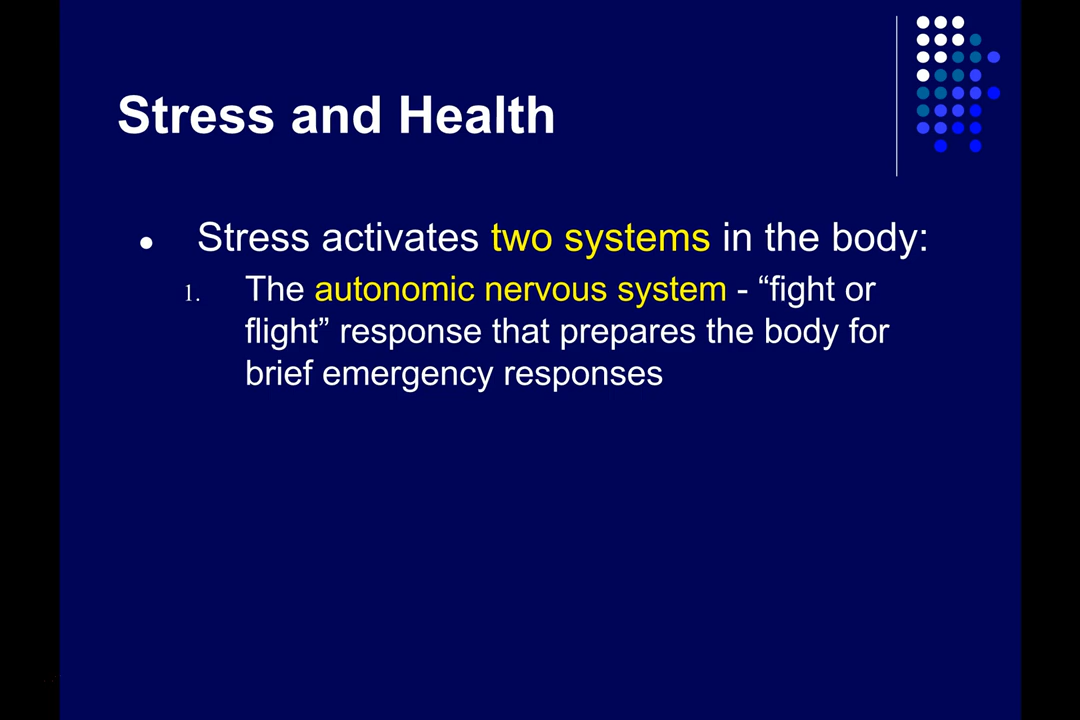 Stress and Health
● Stress activates two systems in the body:
1. The autonomic nervous system - “fight or
flight” response that prepares the body for
brief emergency responses